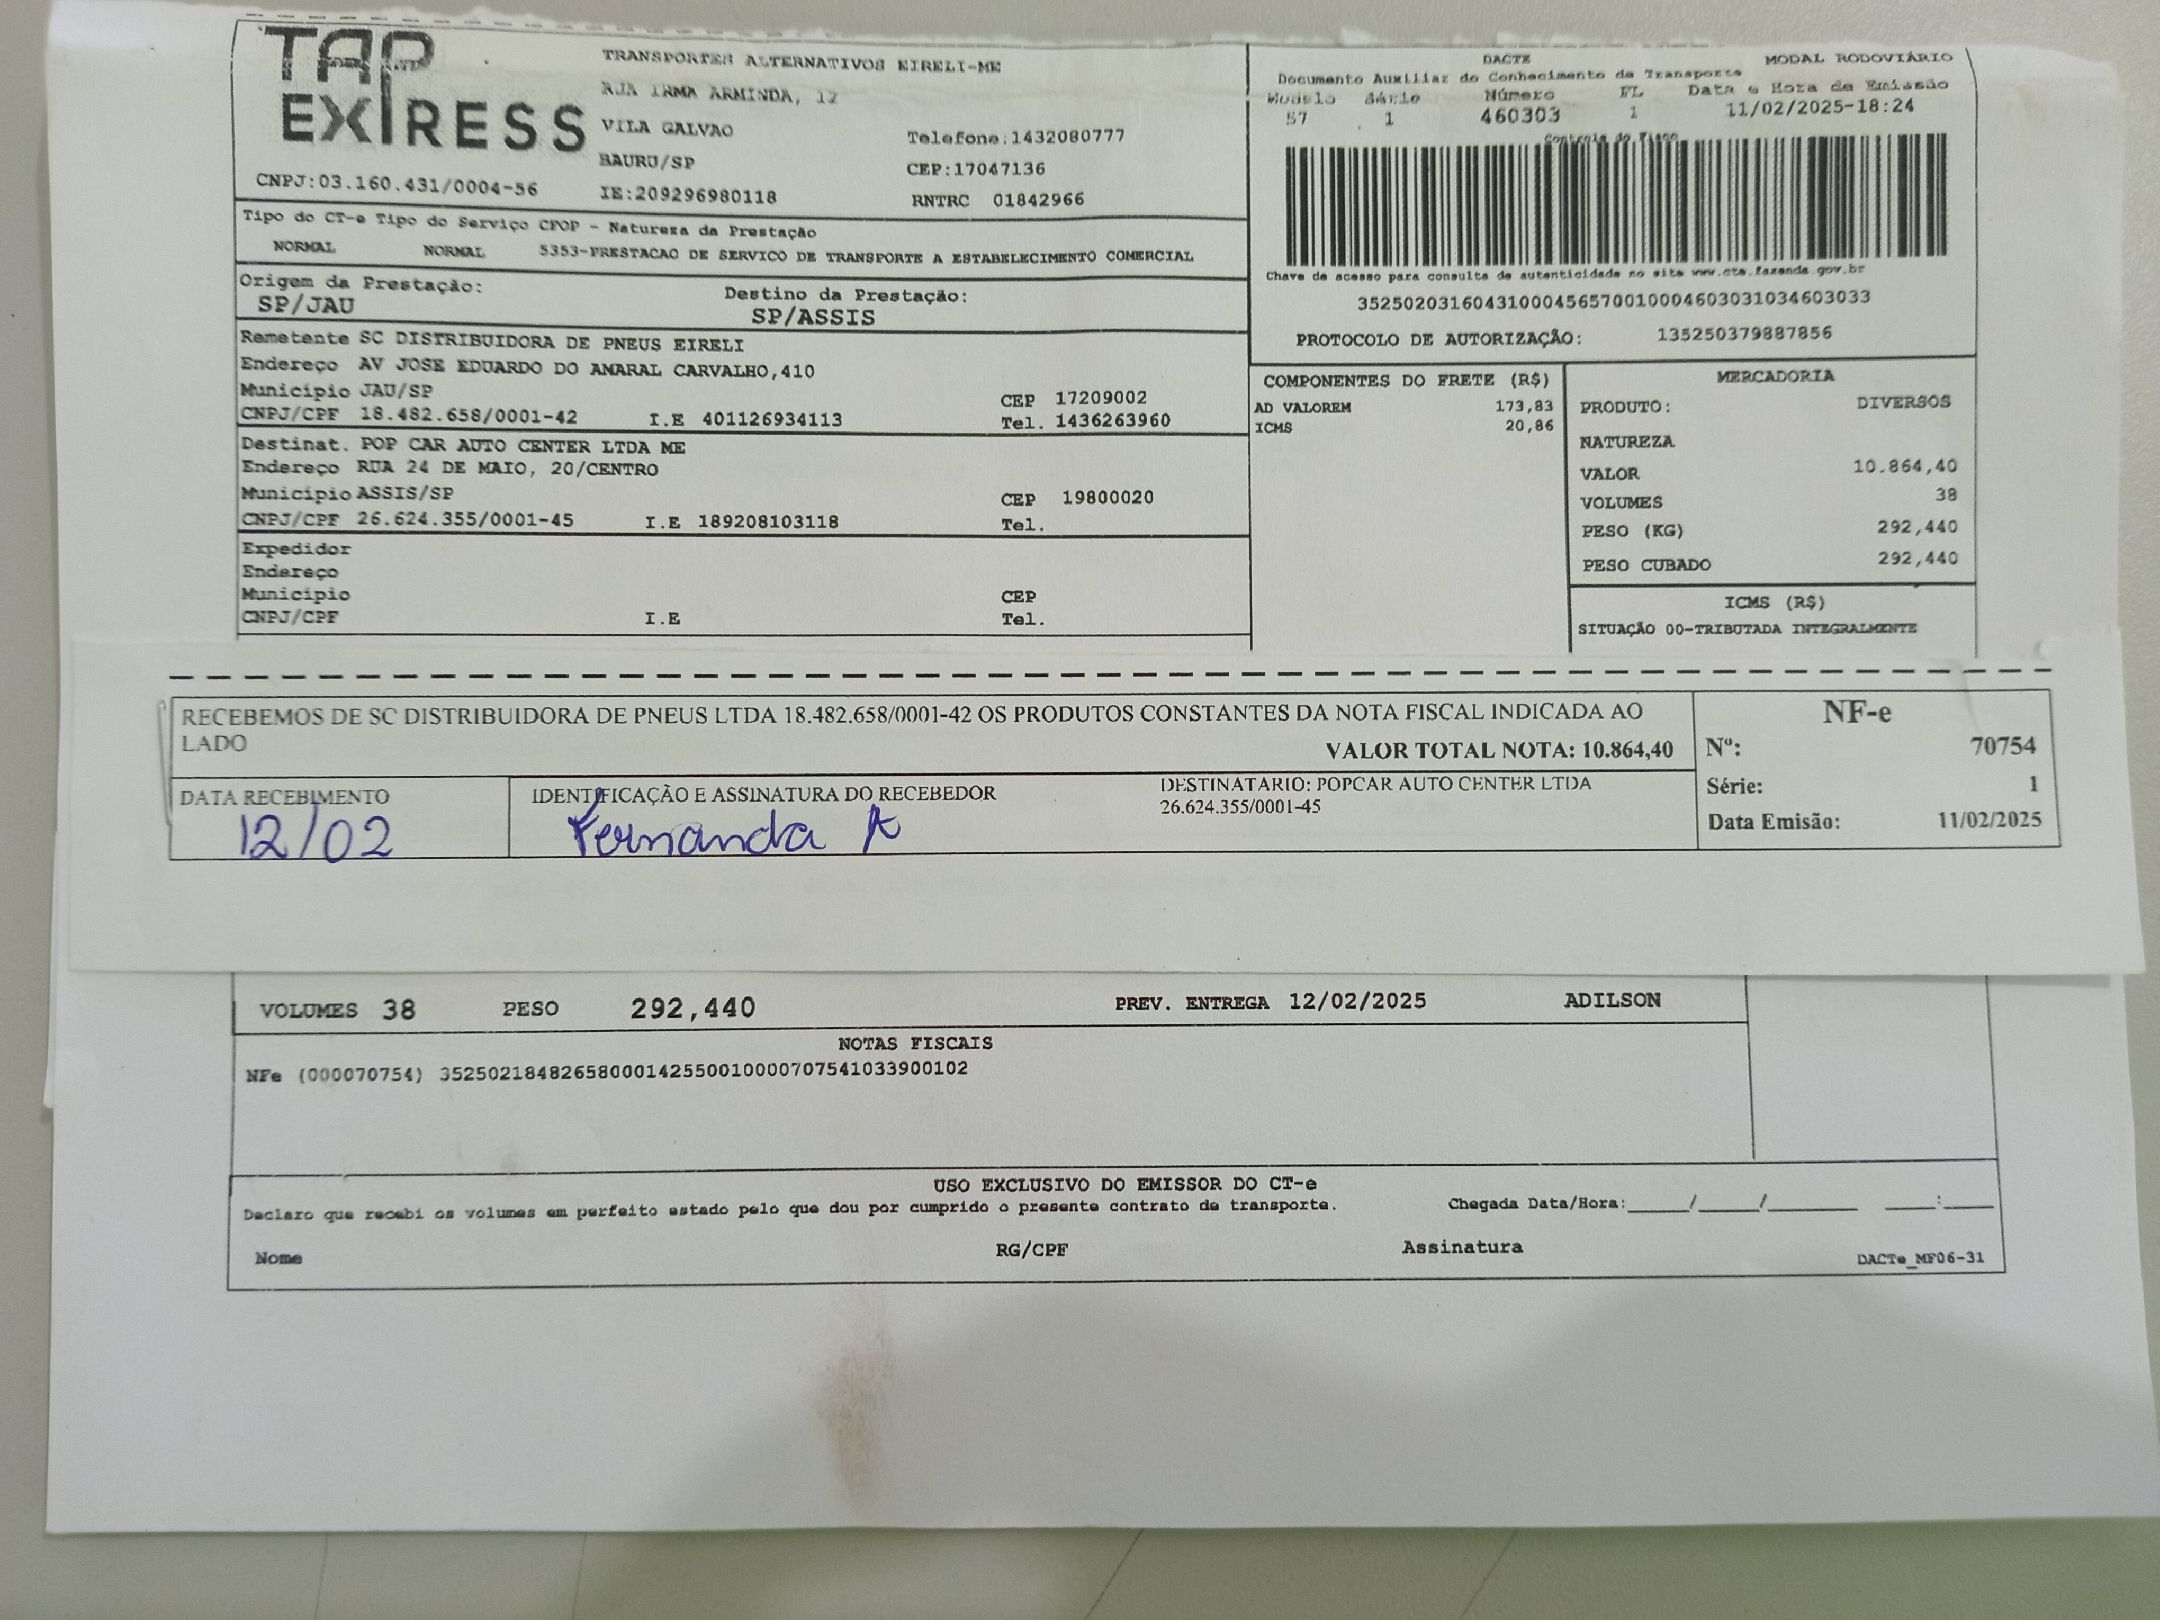 TAP
EXPRESS
TRANSPORTES ALTERNATIVOS EIRELI-ME
RUA IRMA ARMINDA, 12
VILA GALVAO
Telefone:1432080777
BAURU/SP
CEP:17047136
CNPJ:03.160.431/0004-56
IE:209296980118
RNTRC 01842966
DACTE
MODAL RODOVIÁRIO
Documento Auxiliar do Conhecimento de Transporte
Modelo Série Número FL Data e Hora de Emissão
57 1 460303 1 11/02/2025-18:24
Controle do Fisco
Chave de acesso para consulta de autenticidade no site www.cte.fazenda.gov.br
35250203160431000456570010004603031034603033
PROTOCOLO DE AUTORIZAÇÃO: 135250379887856
Tipo do CT-e Tipo do Serviço CFOP - Natureza da Prestação
NORMAL NORMAL 5353-PRESTACAO DE SERVICO DE TRANSPORTE A ESTABELECIMENTO COMERCIAL
Origem da Prestação: Destino da Prestação:
SP/JAU SP/ASSIS
Remetente SC DISTRIBUIDORA DE PNEUS EIRELI
Endereço AV JOSE EDUARDO DO AMARAL CARVALHO,410
Município JAU/SP CEP 17209002
CNPJ/CPF 18.482.658/0001-42 I.E 401126934113 Tel. 1436263960
Destinat. POP CAR AUTO CENTER LTDA ME
Endereço RUA 24 DE MAIO, 20/CENTRO
Município ASSIS/SP CEP 19800020
CNPJ/CPF 26.624.355/0001-45 I.E 189208103118 Tel.
Expedidor
Endereço
Município CEP
CNPJ/CPF I.E Tel.
COMPONENTES DO FRETE (R$)
AD VALOREM 173,83
ICMS 20,86
MERCADORIA
PRODUTO: DIVERSOS
NATUREZA
VALOR 10.864,40
VOLUMES 38
PESO (KG) 292,440
PESO CUBADO 292,440
ICMS (R$)
SITUAÇÃO 00-TRIBUTADA INTEGRALMENTE
RECEBEMOS DE SC DISTRIBUIDORA DE PNEUS LTDA 18.482.658/0001-42 OS PRODUTOS CONSTANTES DA NOTA FISCAL INDICADA AO
LADO
VALOR TOTAL NOTA: 10.864,40
DATA RECEBIMENTO
12/02
IDENTIFICAÇÃO E ASSINATURA DO RECEBEDOR
Fernanda A
DESTINATARIO: POPCAR AUTO CENTER LTDA
26.624.355/0001-45
NF-e
Nº: 70754
Série: 1
Data Emisão: 11/02/2025
VOLUMES 38 PESO 292,440 PREV. ENTREGA 12/02/2025 ADILSON
NOTAS FISCAIS
NFe (000070754) 35250218482658000142550010000707541033900102
USO EXCLUSIVO DO EMISSOR DO CT-e
Declaro que recebi os volumes em perfeito estado pelo que dou por cumprido o presente contrato de transporte. Chegada Data/Hora:_____/_____/________ _____:_____
Nome RG/CPF Assinatura
DACTe_MF06-31